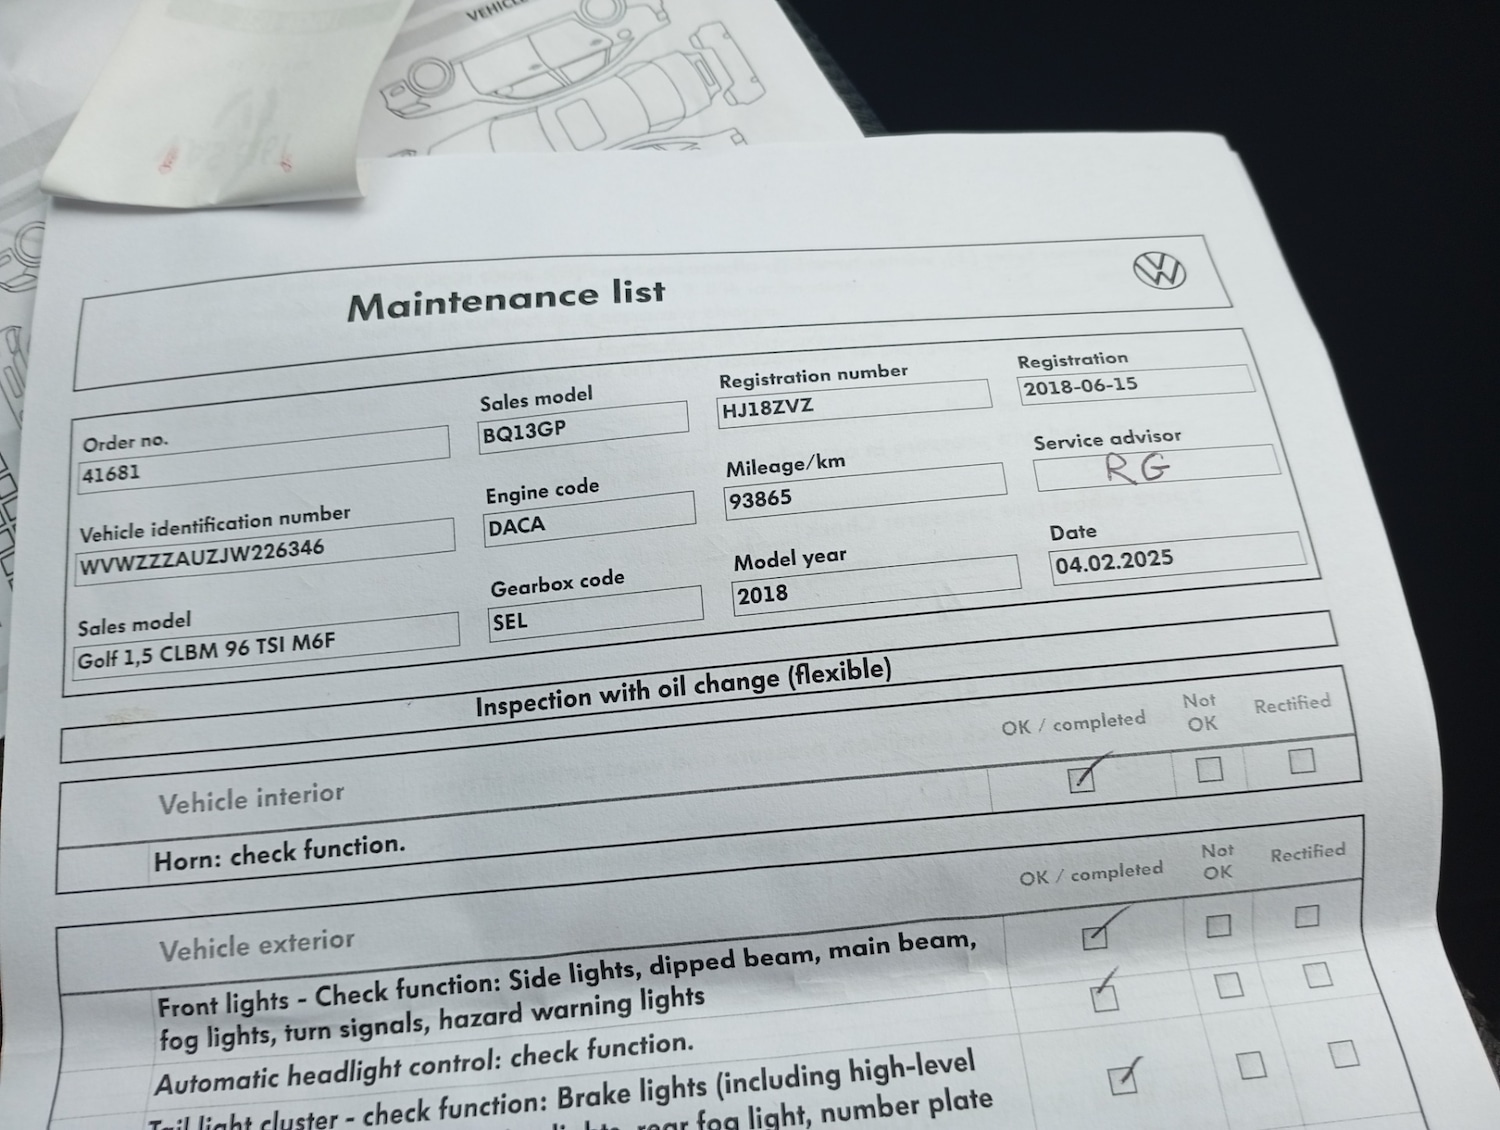 VEHICLE
Maintenance list
Order no.
41681
Sales model
BQ13GP
Registration number
HJ18ZVZ
Registration
2018-06-15
Vehicle identification number
WVWZZZAUZJW226346
Engine code
DACA
Mileage/km
93865
Service advisor
RG
Sales model
Golf 1,5 CLBM 96 TSI M6F
Gearbox code
SEL
Model year
2018
Date
04.02.2025
Inspection with oil change (flexible)
Vehicle interior
OK / completed
Not
OK
Rectified
Horn: check function.
Vehicle exterior
OK / completed
Not
OK
Rectified
Front lights - Check function: Side lights, dipped beam, main beam,
fog lights, turn signals, hazard warning lights
Automatic headlight control: check function.
Tail light cluster - check function: Brake lights (including high-level
rear fog light, number plate